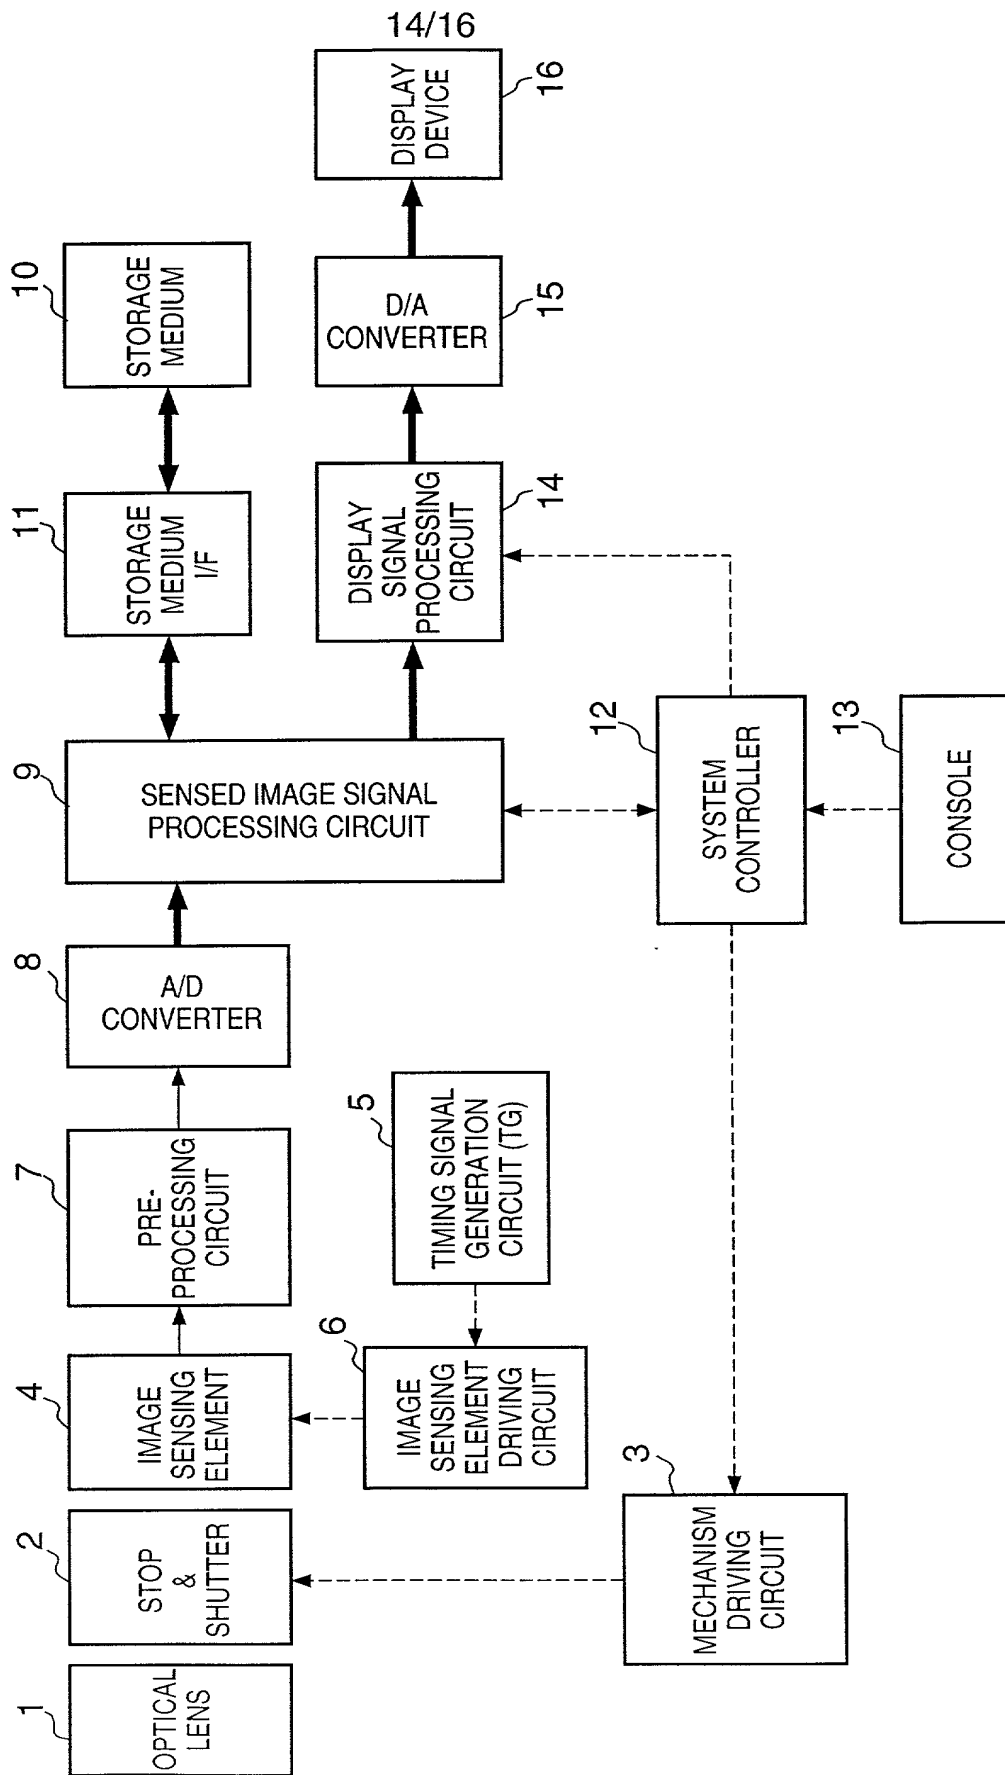 14/16
1
OPTICAL
LENS
2
STOP
&
SHUTTER
4
IMAGE
SENSING
ELEMENT
7
PRE-
PROCESSING
CIRCUIT
8
A/D
CONVERTER
9
SENSED IMAGE SIGNAL
PROCESSING CIRCUIT
11
STORAGE
MEDIUM
I/F
10
STORAGE
MEDIUM
6
IMAGE
SENSING
ELEMENT
DRIVING
CIRCUIT
5
TIMING SIGNAL
GENERATION
CIRCUIT (TG)
DISPLAY
SIGNAL
PROCESSING
CIRCUIT
14
D/A
CONVERTER
15
DISPLAY
DEVICE
16
3
MECHANISM
DRIVING
CIRCUIT
12
SYSTEM
CONTROLLER
13
CONSOLE